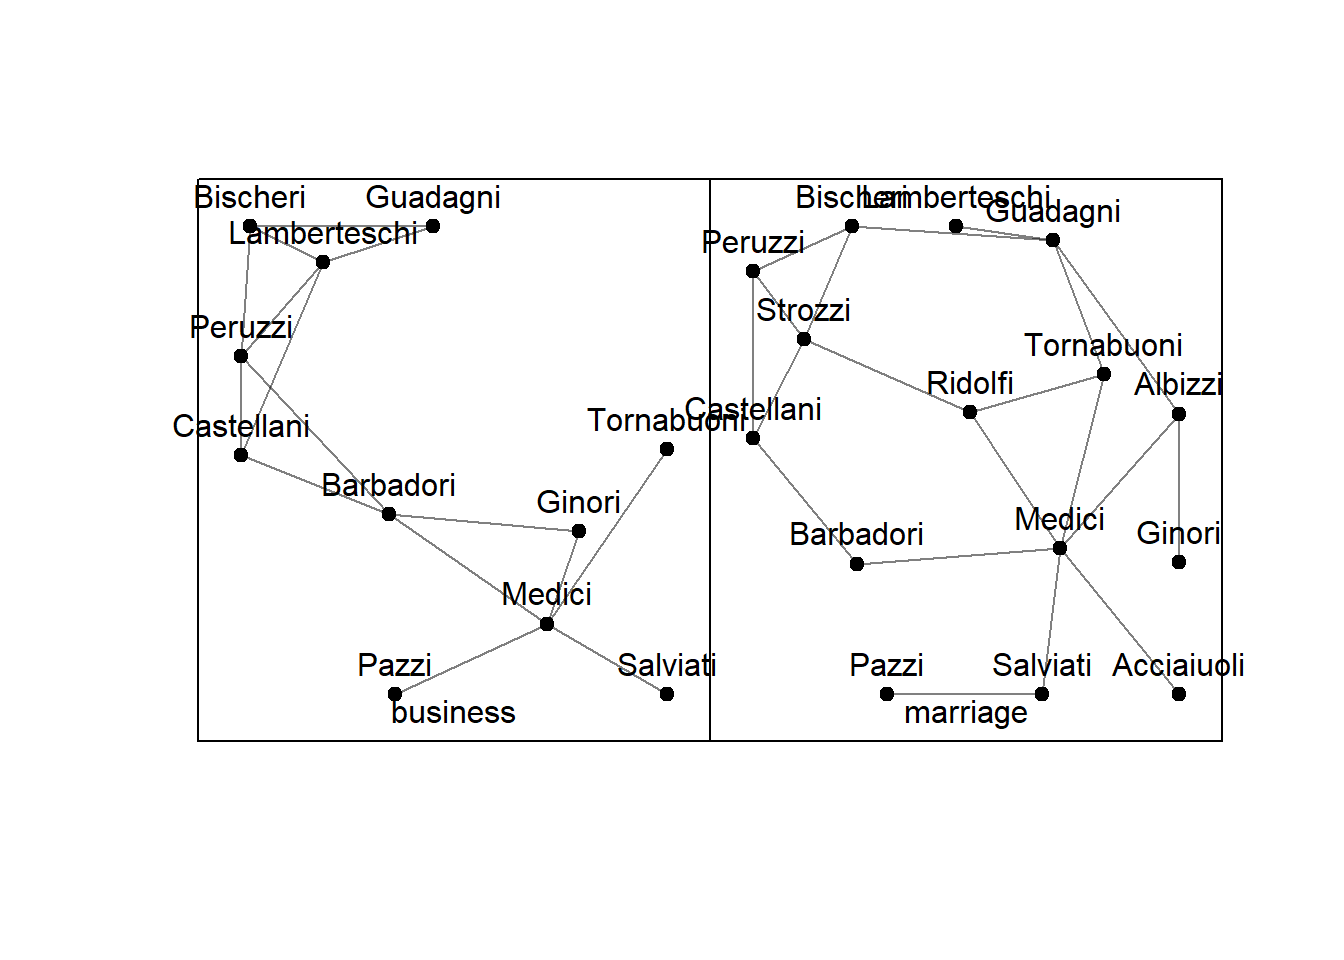 Bischeri
Guadagni
Lamberteschi
Peruzzi
Castellani
Tornabuoni
Barbadori
Ginori
Medici
Pazzi
Salviati
business
Bischeri
Lamberteschi
Guadagni
Peruzzi
Strozzi
Tornabuoni
Ridolfi
Albizzi
Castellani
Medici
Barbadori
Ginori
Pazzi
Salviati
Acciaiuoli
marriage